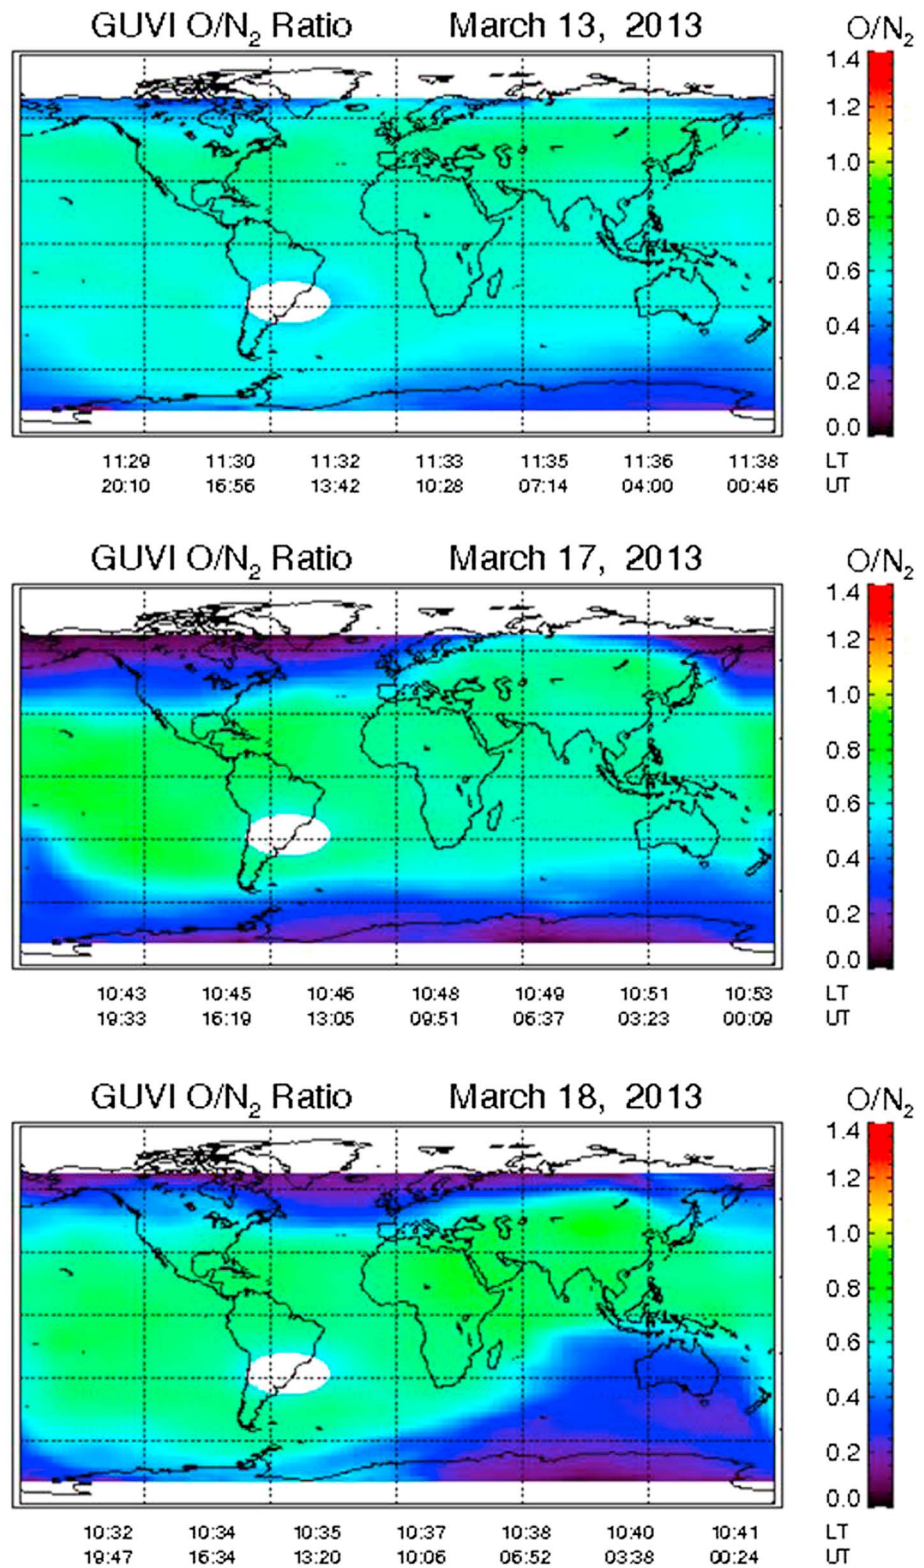 GUVI O/N2 Ratio March 13, 2013 O/N2
1.4
1.2
1.0
0.8
0.6
0.4
0.2
0.0
11:29 11:30 11:32 11:33 11:35 11:36 11:38 LT
20:10 16:56 13:42 10:28 07:14 04:00 00:46 UT
GUVI O/N2 Ratio March 17, 2013 O/N2
1.4
1.2
1.0
0.8
0.6
0.4
0.2
0.0
10:43 10:45 10:46 10:48 10:49 10:51 10:53 LT
19:33 16:19 13:05 09:51 06:37 03:23 00:09 UT
GUVI O/N2 Ratio March 18, 2013 O/N2
1.4
1.2
1.0
0.8
0.6
0.4
0.2
0.0
10:32 10:34 10:35 10:37 10:38 10:40 10:41 LT
19:47 16:34 13:20 10:06 06:52 03:38 00:24 UT